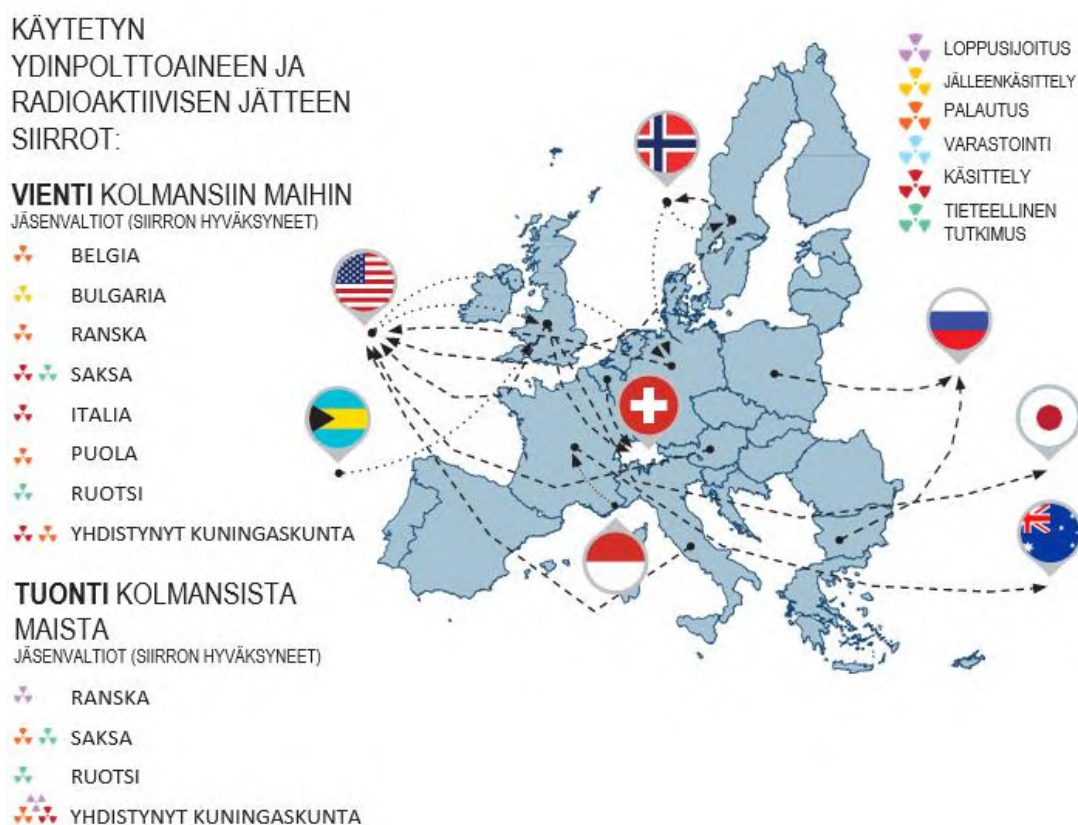 KÄYTETYN
YDINPOLTTOAINEEN JA
RADIOAKTIIVISEN JÄTTEEN
SIIRROT:
VIENTI KOLMANSIIN MAIHIN
JÄSENVALTIOT (SIIRRON HYVÄKSYNEET)
BELGIA
BULGARIA
RANSKA
SAKSA
ITALIA
PUOLA
RUOTSI
YHDISTYNYT KUNINGASKUNTA
TUONTI KOLMANSISTA
MAISTA
JÄSENVALTIOT (SIIRRON HYVÄKSYNEET)
RANSKA
SAKSA
RUOTSI
YHDISTYNYT KUNINGASKUNTA
LOPPUSIJOITUS
JÄLLEENKÄSITTELY
PALAUTUS
VARASTOINTI
KÄSITTELY
TIETEELLINEN
TUTKIMUS